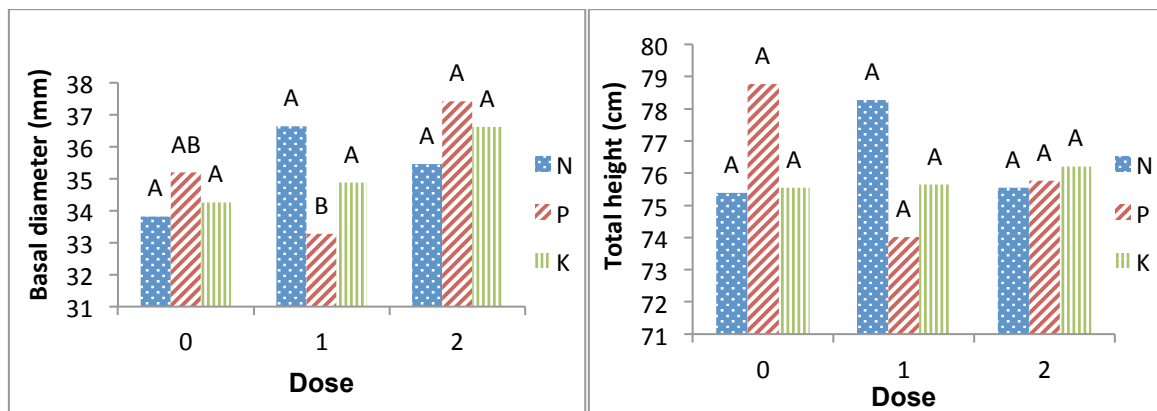 Basal diameter (mm)
38
37
36
35
34
33
32
31
A
AB
A
A
B
A
A
A
A
0
1
2
Dose
N
P
K
Total height (cm)
80
79
78
77
76
75
74
73
72
71
A
A
A
A
A
A
A
A
A
0
1
2
Dose
N
P
K